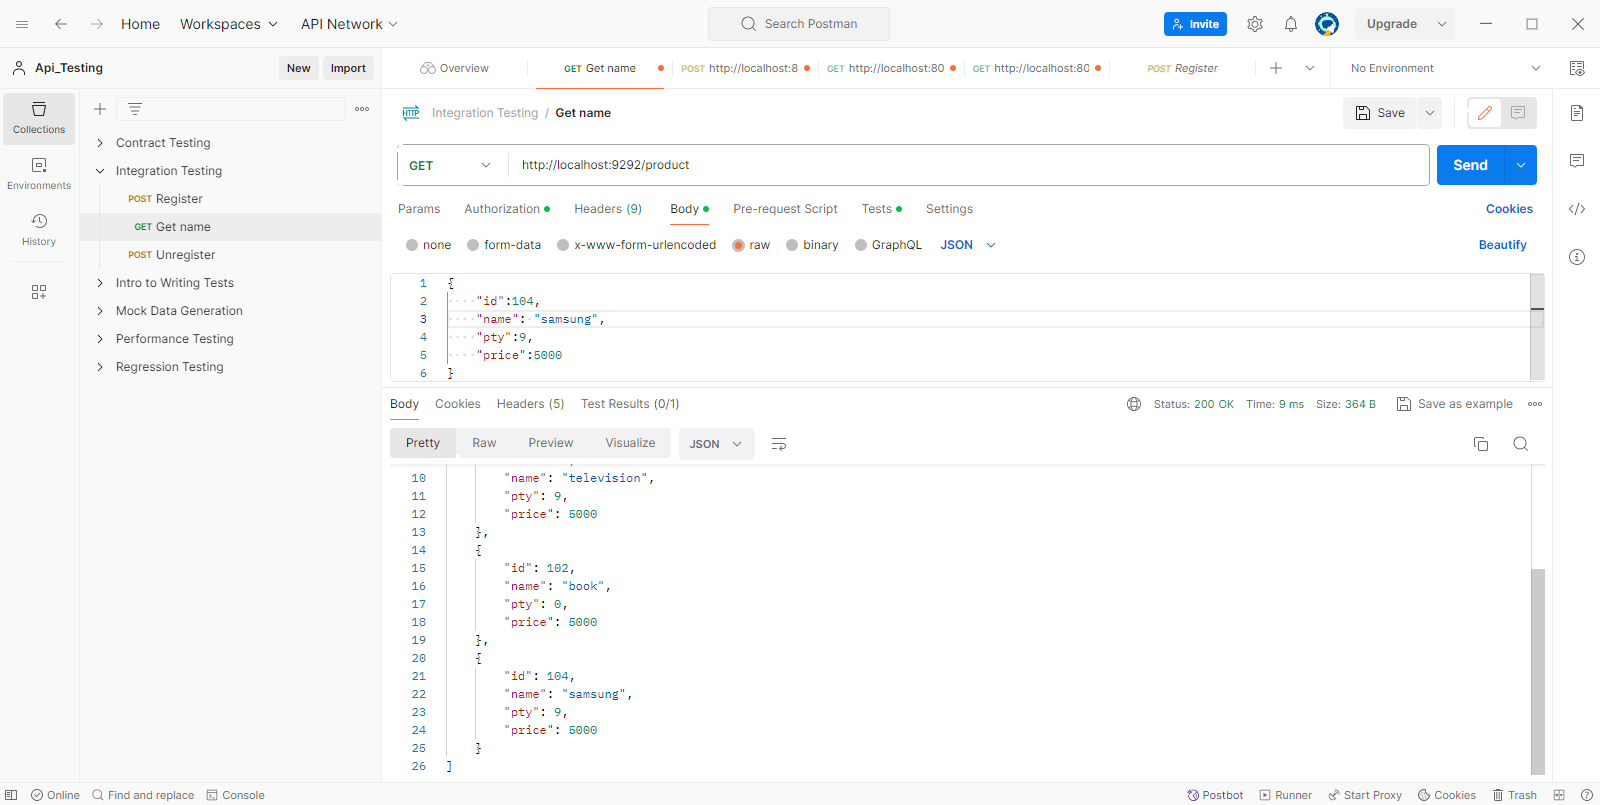 Home Workspaces API Network Search Postman Invite Upgrade
Api_Testing New Import Overview GET Get name POST http://localhost:8 GET http://localhost:80 GET http://localhost:80 POST Register No Environment
Collections
Environments
History
Contract Testing
Integration Testing
POST Register
GET Get name
POST Unregister
Intro to Writing Tests
Mock Data Generation
Performance Testing
Regression Testing
HTTP Integration Testing / Get name Save
GET http://localhost:9292/product Send
Params Authorization Headers (9) Body Pre-request Script Tests Settings Cookies
none form-data x-www-form-urlencoded raw binary GraphQL JSON Beautify
1 {
2 "id":104,
3 "name": "samsung",
4 "pty":9,
5 "price":5000
6 }
Body Cookies Headers (5) Test Results (0/1) Status: 200 OK Time: 9 ms Size: 364 B Save as example
Pretty Raw Preview Visualize JSON
10 "name": "television",
11 "pty": 9,
12 "price": 5000
13 },
14 {
15 "id": 102,
16 "name": "book",
17 "pty": 0,
18 "price": 5000
19 },
20 {
21 "id": 104,
22 "name": "samsung",
23 "pty": 9,
24 "price": 5000
25 }
26 ]
Online Find and replace Console Postbot Runner Start Proxy Cookies Trash